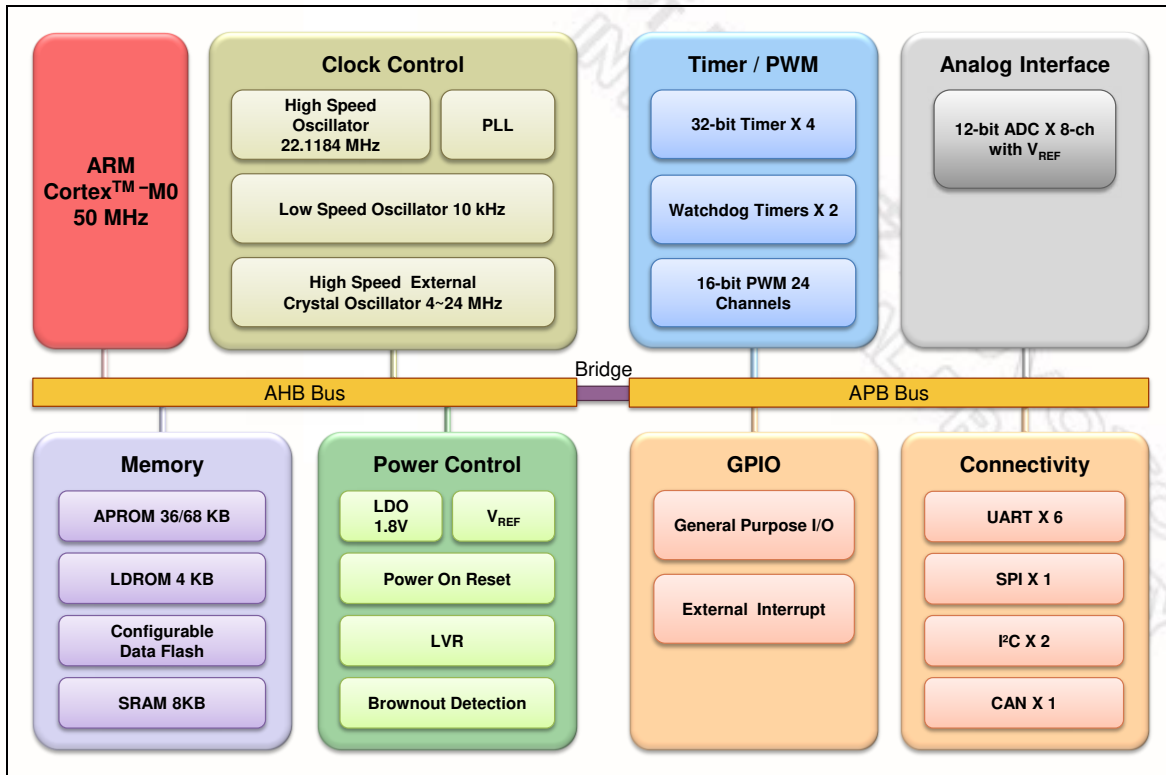 ARM
Cortex™-M0
50 MHz
Clock Control
High Speed
Oscillator
22.1184 MHz
PLL
Low Speed Oscillator 10 kHz
High Speed External
Crystal Oscillator 4~24 MHz
Timer / PWM
32-bit Timer X 4
Watchdog Timers X 2
16-bit PWM 24
Channels
Analog Interface
12-bit ADC X 8-ch
with VREF
AHB Bus
Bridge
APB Bus
Memory
APROM 36/68 KB
LDROM 4 KB
Configurable
Data Flash
SRAM 8KB
Power Control
LDO
1.8V
VREF
Power On Reset
LVR
Brownout Detection
GPIO
General Purpose I/O
External Interrupt
Connectivity
UART X 6
SPI X 1
I²C X 2
CAN X 1